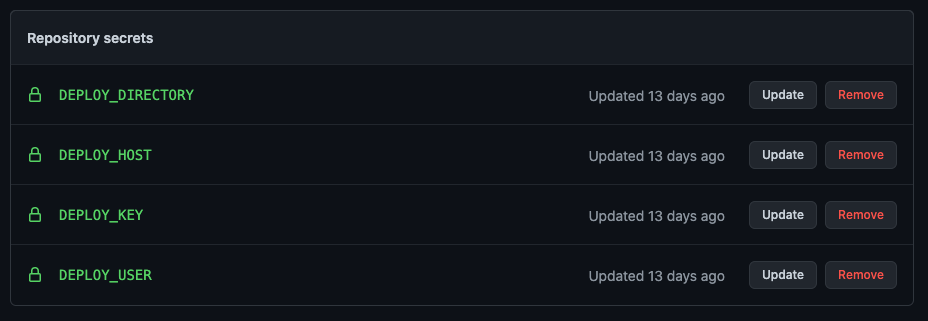 Repository secrets
DEPLOY_DIRECTORY Updated 13 days ago Update Remove
DEPLOY_HOST Updated 13 days ago Update Remove
DEPLOY_KEY Updated 13 days ago Update Remove
DEPLOY_USER Updated 13 days ago Update Remove